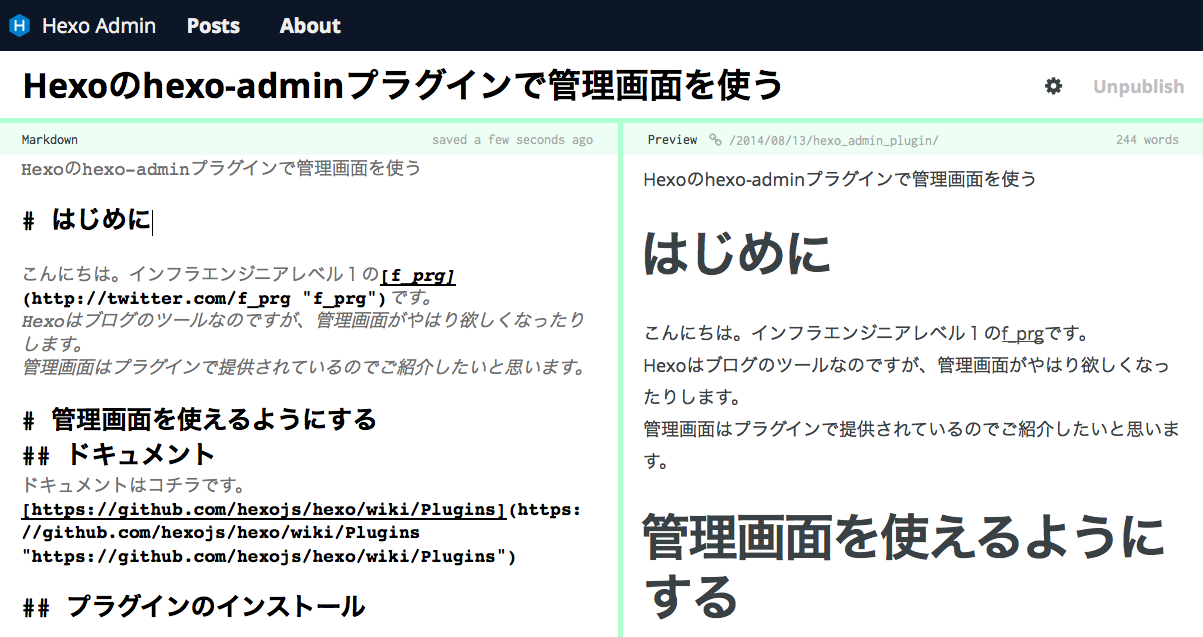 Hexo Admin Posts About
Hexoのhexo-adminプラグインで管理画面を使う
Unpublish
Markdown saved a few seconds ago
Hexoのhexo-adminプラグインで管理画面を使う
# はじめに
こんにちは。インフラエンジニアレベル１の[f_prg]
(http://twitter.com/f_prg "f_prg")です。
Hexoはブログのツールなのですが、管理画面がやはり欲しくなったり
します。
管理画面はプラグインで提供されているのでご紹介したいと思います。
# 管理画面を使えるようにする
## ドキュメント
ドキュメントはコチラです。
[https://github.com/hexojs/hexo/wiki/Plugins](https:
//github.com/hexojs/hexo/wiki/Plugins
"https://github.com/hexojs/hexo/wiki/Plugins")
## プラグインのインストール
Preview /2014/08/13/hexo_admin_plugin/ 244 words
Hexoのhexo-adminプラグインで管理画面を使う
はじめに
こんにちは。インフラエンジニアレベル１のf_prgです。
Hexoはブログのツールなのですが、管理画面がやはり欲しくなっ
たりします。
管理画面はプラグインで提供されているのでご紹介したいと思いま
す。
管理画面を使えるように
する